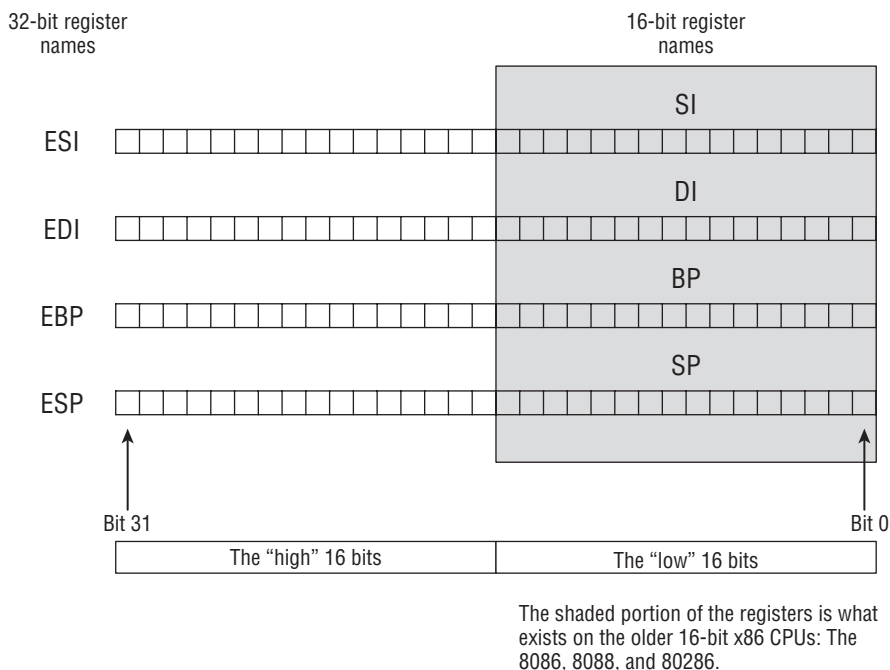 32-bit register
names
16-bit register
names
SI
ESI
DI
EDI
BP
EBP
SP
ESP
Bit 31
Bit 0
The “high” 16 bits
The “low” 16 bits
The shaded portion of the registers is what
exists on the older 16-bit x86 CPUs: The
8086, 8088, and 80286.